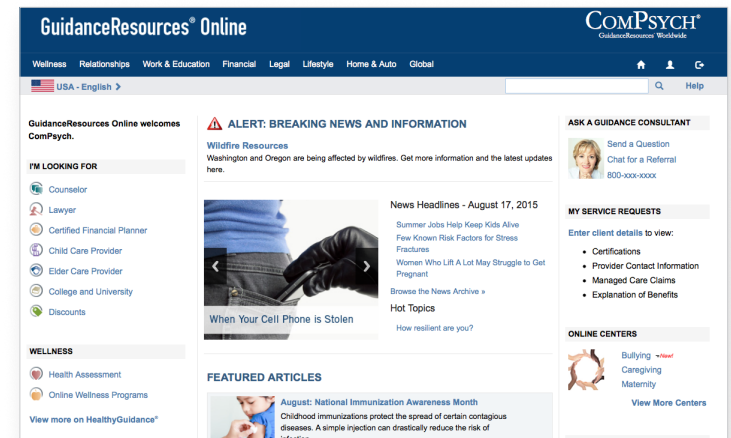 GuidanceResources® Online
COMPSYCH®
GuidanceResources® Worldwide
Wellness Relationships Work & Education Financial Legal Lifestyle Home & Auto Global
USA - English
Help
GuidanceResources Online welcomes
ComPsych.
I'M LOOKING FOR
Counselor
Lawyer
Certified Financial Planner
Child Care Provider
Elder Care Provider
College and University
Discounts
WELLNESS
Health Assessment
Online Wellness Programs
View more on HealthyGuidance®
ALERT: BREAKING NEWS AND INFORMATION
Wildfire Resources
Washington and Oregon are being affected by wildfires. Get more information and the latest updates
here.
When Your Cell Phone is Stolen
News Headlines - August 17, 2015
Summer Jobs Help Keep Kids Alive
Few Known Risk Factors for Stress
Fractures
Women Who Lift A Lot May Struggle to Get
Pregnant
Browse the News Archive »
Hot Topics
How resilient are you?
FEATURED ARTICLES
August: National Immunization Awareness Month
Childhood immunizations protect the spread of certain contagious
diseases. A simple injection can drastically reduce the risk of
ASK A GUIDANCE CONSULTANT
Send a Question
Chat for a Referral
800-xxx-xxxx
MY SERVICE REQUESTS
Enter client details to view:
• Certifications
• Provider Contact Information
• Managed Care Claims
• Explanation of Benefits
ONLINE CENTERS
Bullying New!
Caregiving
Maternity
View More Centers